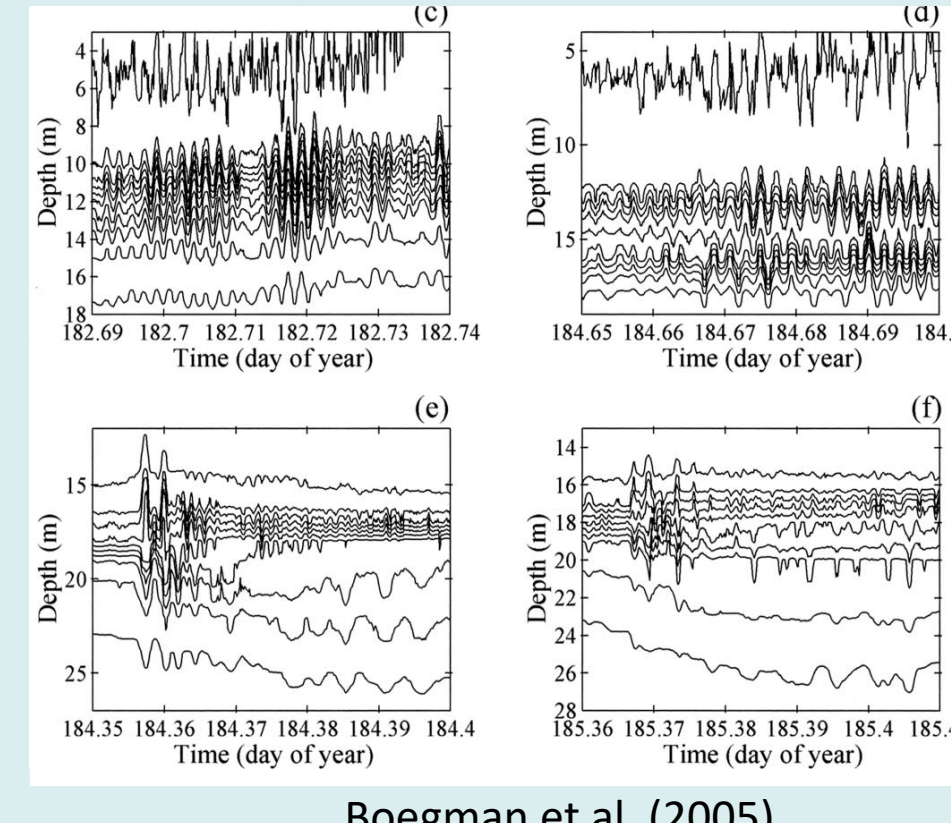 (c)
4
6
8
10
12
14
16
18
Depth (m)
182.69 182.7 182.71 182.72 182.73 182.74
Time (day of year)
(d)
5
10
15
Depth (m)
184.65 184.66 184.67 184.68 184.69 184.
Time (day of year)
(e)
15
20
25
Depth (m)
184.35 184.36 184.37 184.38 184.39 184.4
Time (day of year)
(f)
14
16
18
20
22
24
26
28
Depth (m)
185.36 185.37 185.38 185.39 185.4 185.4
Time (day of year)
Boegman et al. (2005)